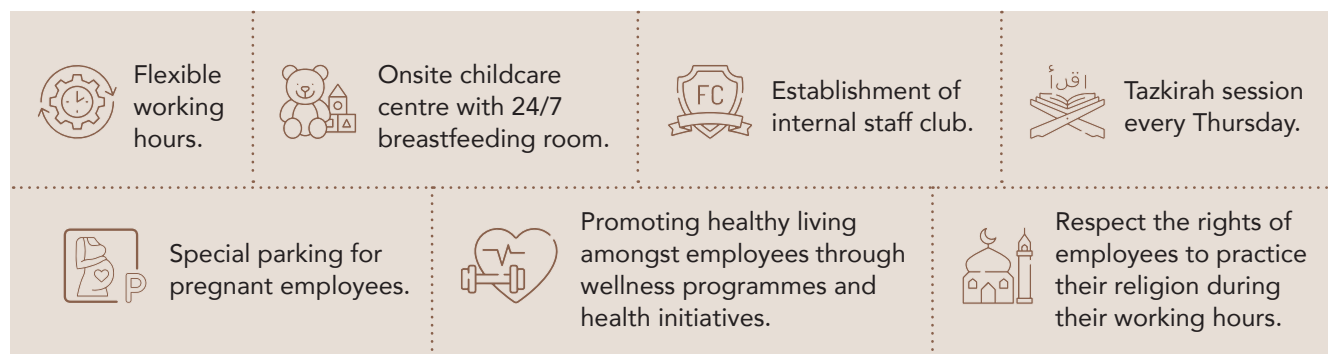 Flexible
working
hours.
Onsite childcare
centre with 24/7
breastfeeding room.
FC
Establishment of
internal staff club.
اقرأ
Tazkirah session
every Thursday.
P
Special parking for
pregnant employees.
Promoting healthy living
amongst employees through
wellness programmes and
health initiatives.
Respect the rights of
employees to practice
their religion during
their working hours.